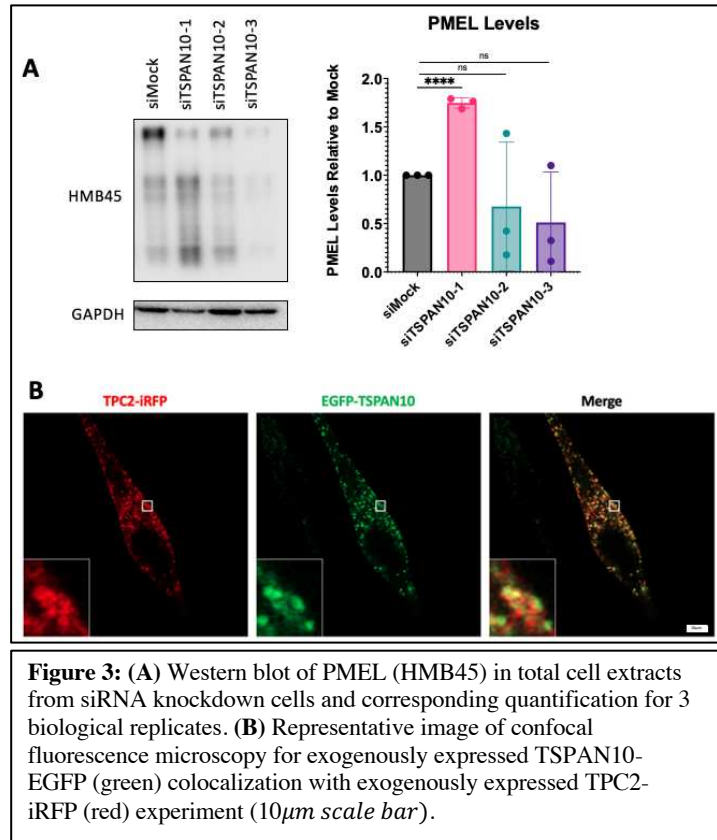 A
siMock
siTSPAN10-1
siTSPAN10-2
siTSPAN10-3
HMB45
GAPDH
PMEL Levels
ns
ns
****
PMEL Levels Relative to Mock
2.0
1.5
1.0
0.5
0.0
siMock
siTSPAN10-1
siTSPAN10-2
siTSPAN10-3
B
TPC2-iRFP
EGFP-TSPAN10
Merge
Figure 3: (A) Western blot of PMEL (HMB45) in total cell extracts
from siRNA knockdown cells and corresponding quantification for 3
biological replicates. (B) Representative image of confocal
fluorescence microscopy for exogenously expressed TSPAN10-
EGFP (green) colocalization with exogenously expressed TPC2-
iRFP (red) experiment (10μm scale bar).